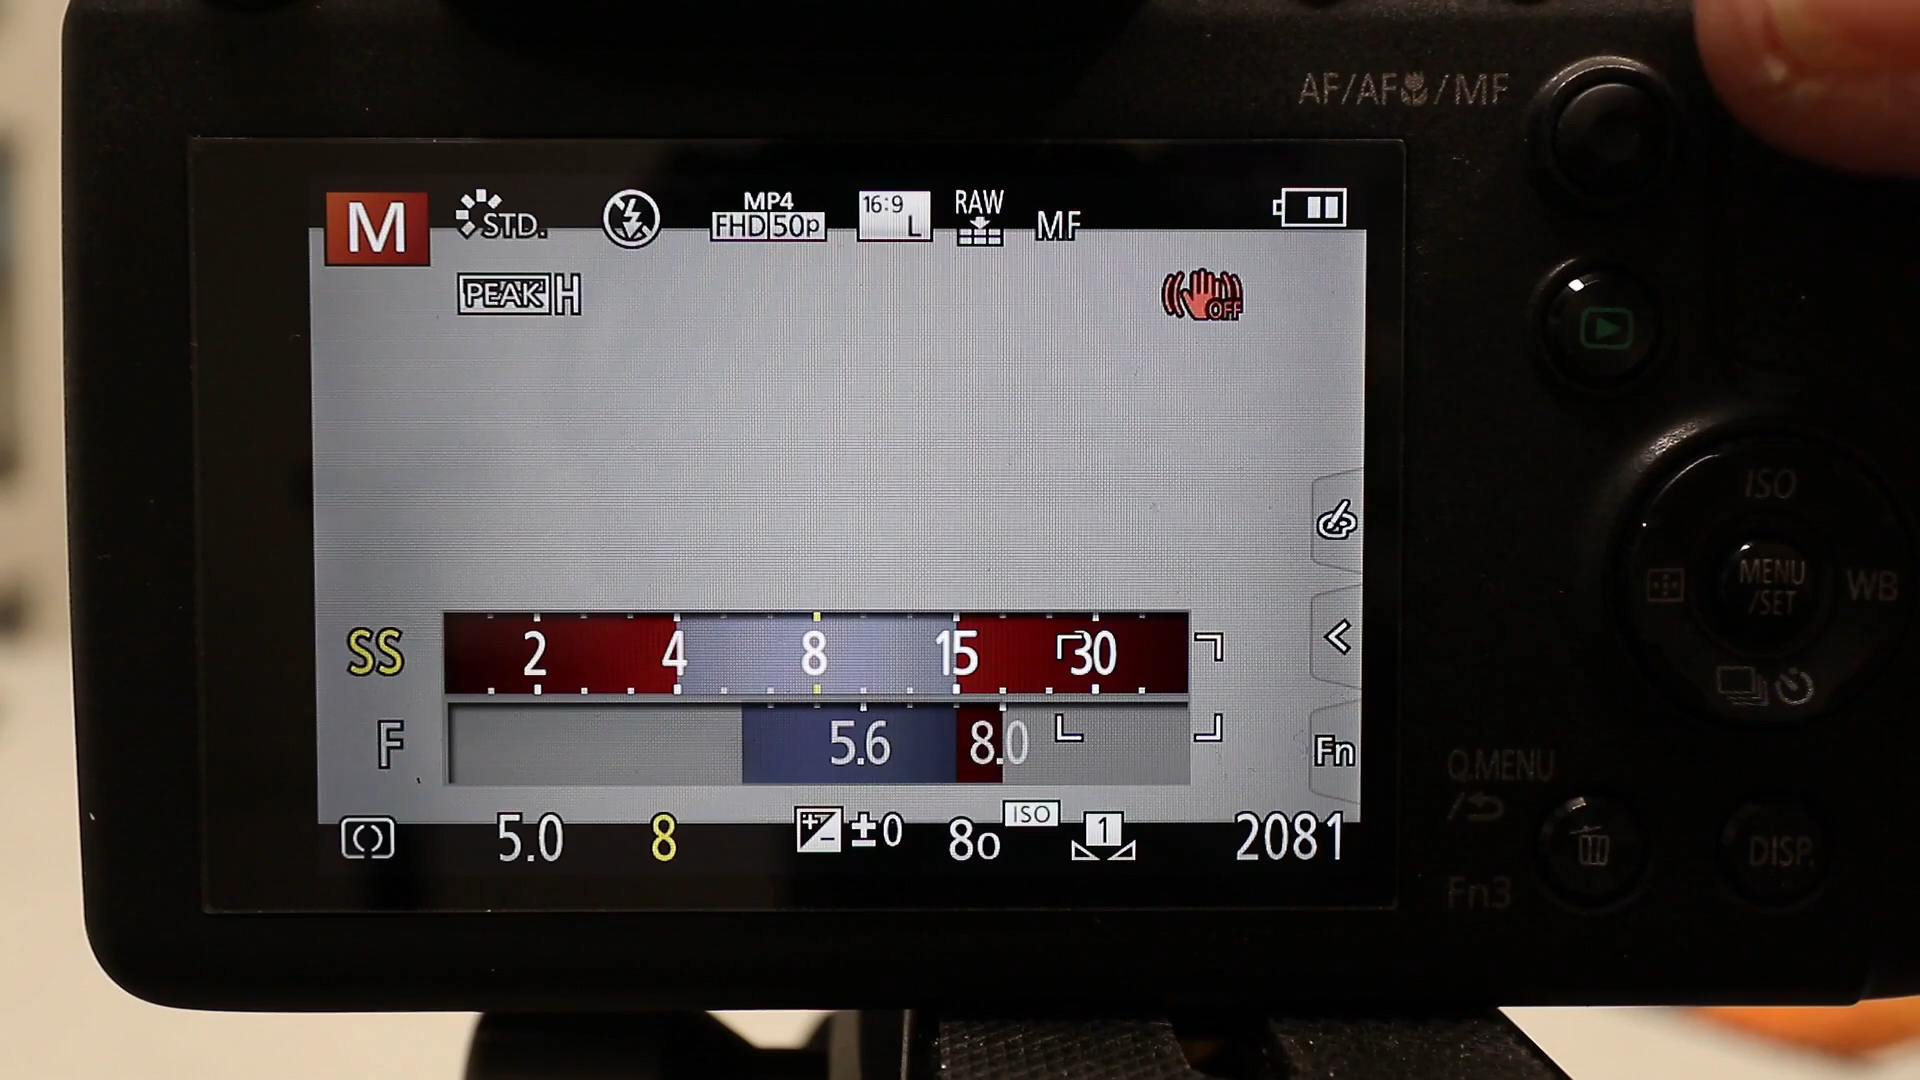 AF/AF/MF
M STD. MP4 FHD 50p 16:9 L RAW MF
PEAK H OFF
ISO
MENU /SET
WB
SS 2 4 8 15 30
F 5.6 8.0
Fn
Q.MENU
5.0 8 ±0 80 ISO 1 2081
DISP.
Fn3